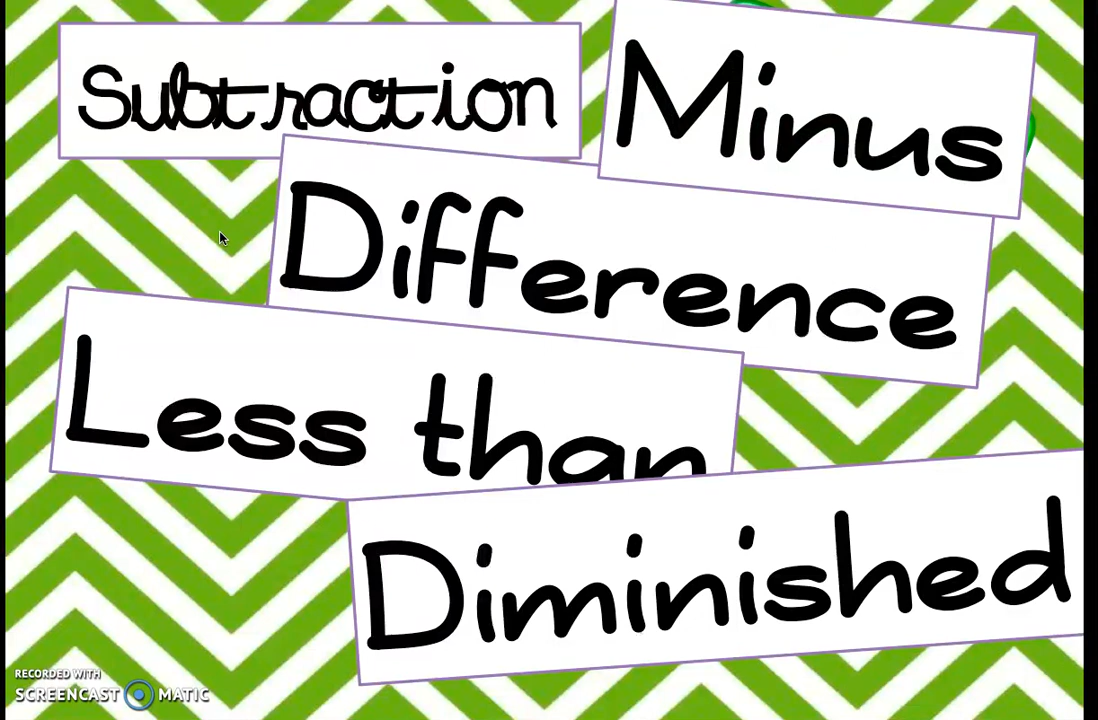 Subtraction
Minus
Difference
Less than
Diminished
RECORDED WITH
SCREENCAST MATIC